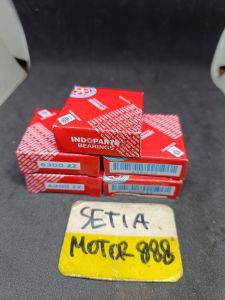 INDOPARTS
BEARINGS
6300 ZZ
6300 ZZ
SETIA
MOTOR 888